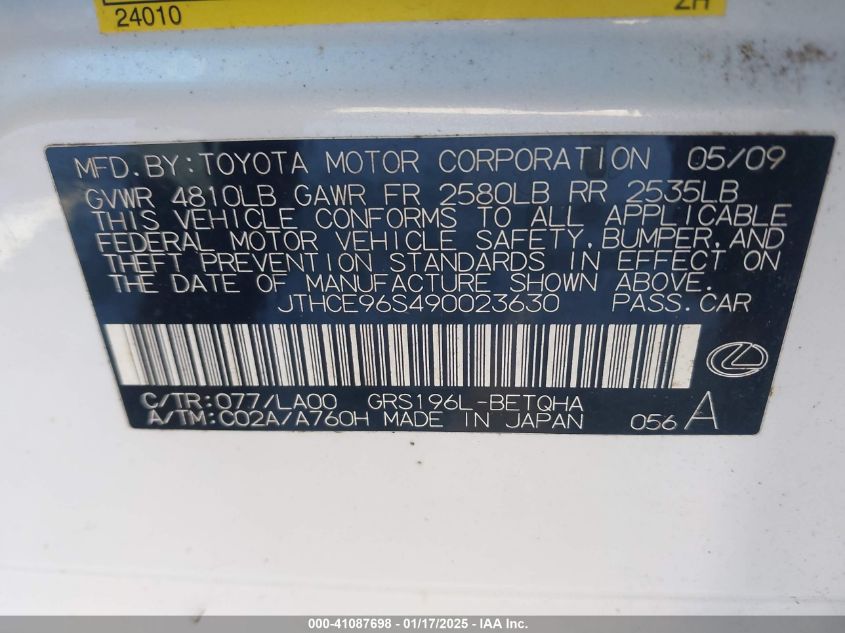 24010 ZH
MFD. BY: TOYOTA MOTOR CORPORATION 05/09
GVWR 4810LB GAWR FR 2580LB RR 2535LB
THIS VEHICLE CONFORMS TO ALL APPLICABLE
FEDERAL MOTOR VEHICLE SAFETY, BUMPER, AND
THEFT PREVENTION STANDARDS IN EFFECT ON
THE DATE OF MANUFACTURE SHOWN ABOVE.
JTHCE96S490023630 PASS. CAR
C/TR: 077/LA00 GRS196L-BETQHA
A/TM: C02A/A760H MADE IN JAPAN 056 A
000-41087698 - 01/17/2025 - IAA Inc.